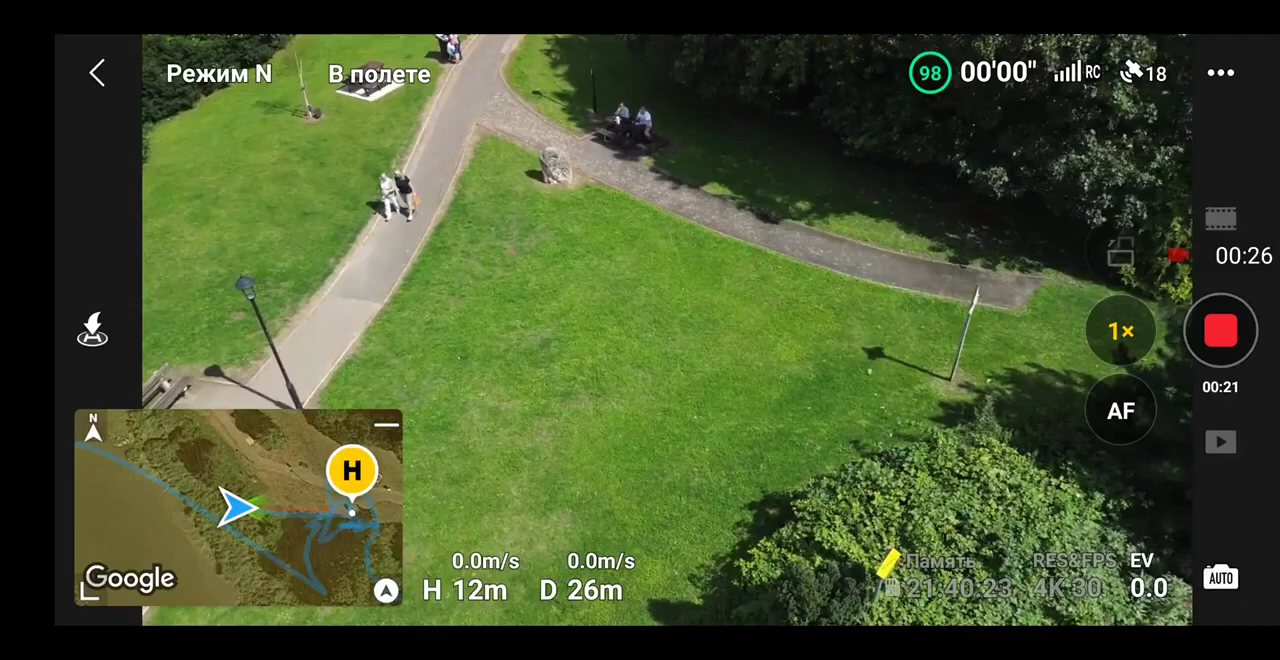 Режим N
В полете
98
00'00"
RC
18
00:26
1×
00:21
AF
N
H
Google
0.0m/s
0.0m/s
H 12m
D 26m
Память
21:40:23
RES&FPS
4K 30
EV
0.0
AUTO